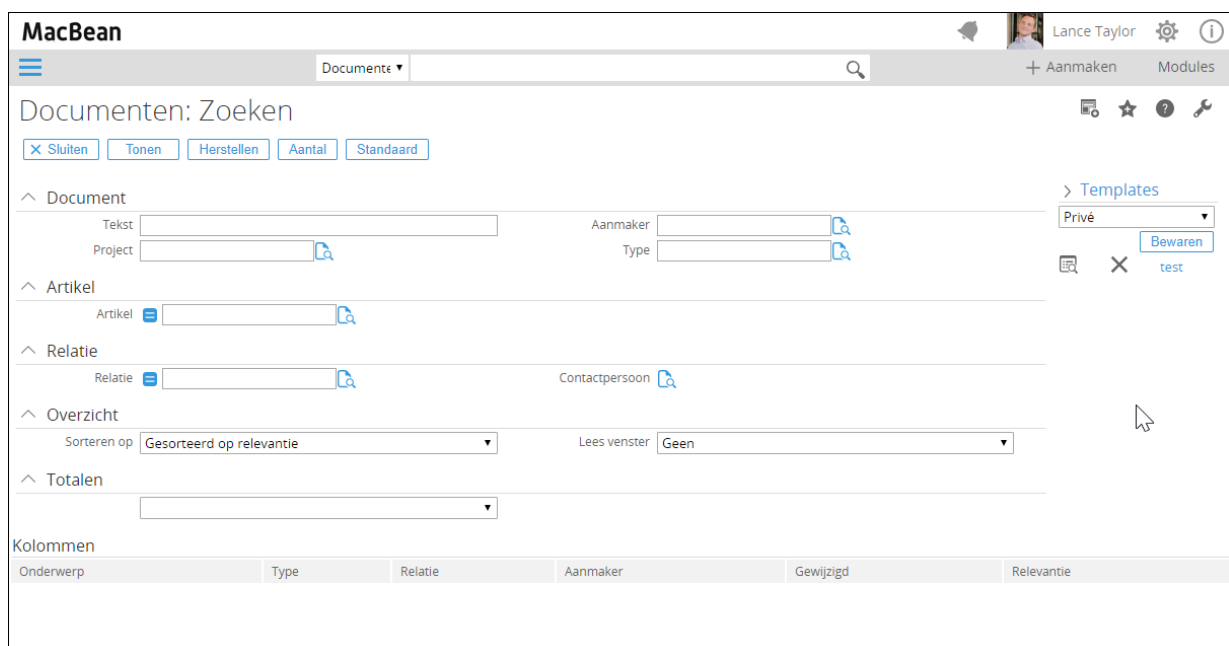 MacBean
Lance Taylor
Documente
+ Aanmaken Modules
Documenten: Zoeken
Sluiten Tonen Herstellen Aantal Standaard
Document
Templates
Tekst Aanmaker
Privé
Project Type
Bewaren
test
Artikel
Artikel
Relatie
Relatie Contactpersoon
Overzicht
Sorteren op Gesorteerd op relevantie Lees venster Geen
Totalen
Kolommen
Onderwerp Type Relatie Aanmaker Gewijzigd Relevantie